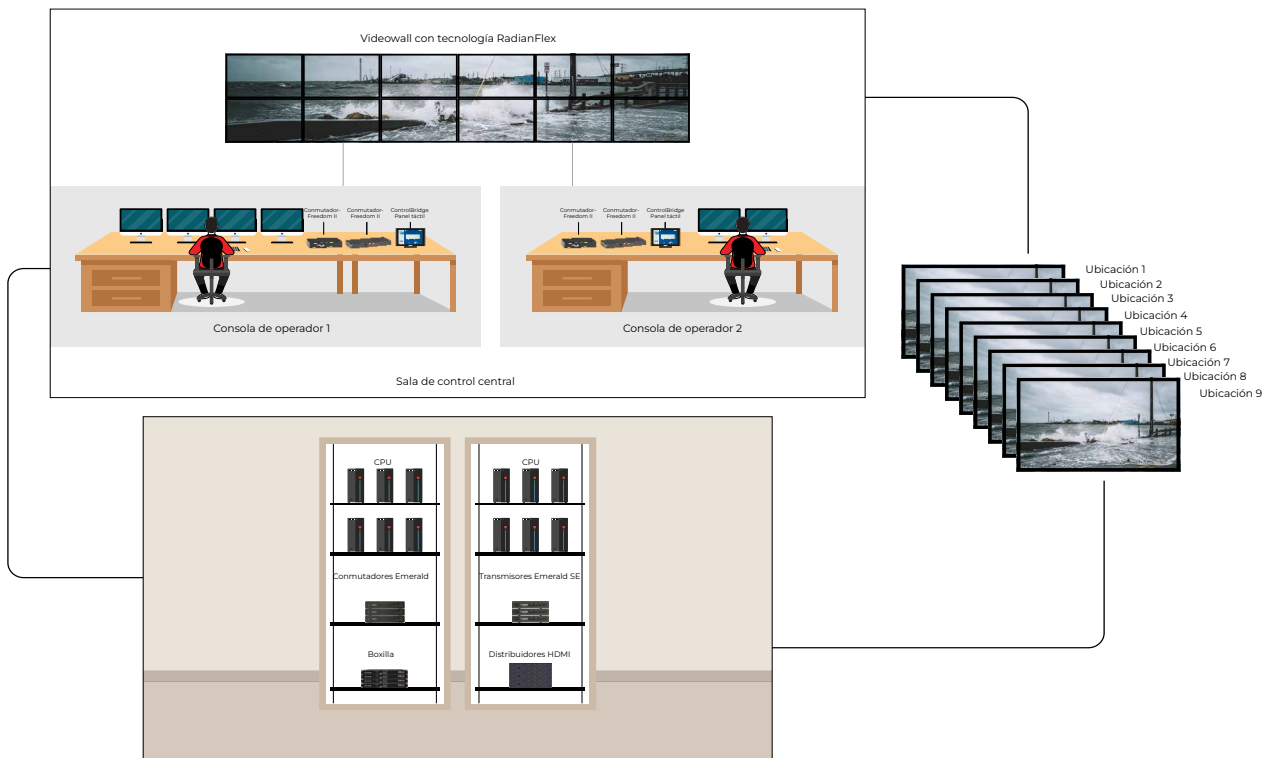 Videowall con tecnología RadianFlex
Conmutador-
Freedom II
Conmutador-
Freedom II
ControlBridge
Panel táctil
Consola de operador 1
Conmutador-
Freedom II
Conmutador-
Freedom II
ControlBridge
Panel táctil
Consola de operador 2
Sala de control central
Ubicación 1
Ubicación 2
Ubicación 3
Ubicación 4
Ubicación 5
Ubicación 6
Ubicación 7
Ubicación 8
Ubicación 9
CPU
Conmutadores Emerald
Boxilla
CPU
Transmisores Emerald SE
Distribuidores HDMI